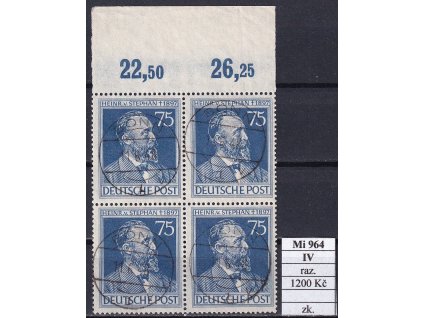 22,50 26,25
HEINR. v. STEPHAN † 1897 HEINR. v. STEPHAN † 1897
75 75
DEUTSCHE POST DEUTSCHE POST
HEINR. v. STEPHAN † 1897 HEINR. v. STEPHAN † 1897
75 75
DEUTSCHE POST DEUTSCHE POST
Mi 964
IV
raz.
1200 Kč
zk.